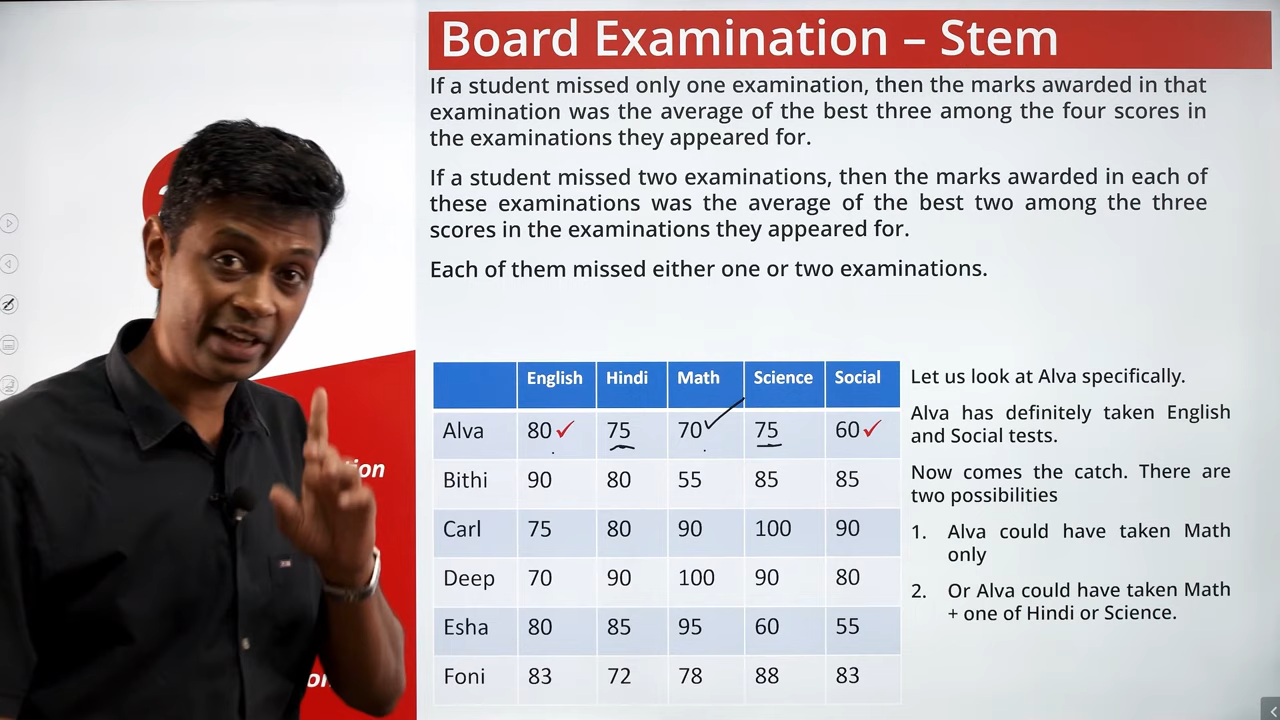 Board Examination – Stem
If a student missed only one examination, then the marks awarded in that
examination was the average of the best three among the four scores in
the examinations they appeared for.
If a student missed two examinations, then the marks awarded in each of
these examinations was the average of the best two among the three
scores in the examinations they appeared for.
Each of them missed either one or two examinations.
English Hindi Math Science Social
Alva 80 ✓ 75 70 ✓ 75 60 ✓
Bithi 90 80 55 85 85
Carl 75 80 90 100 90
Deep 70 90 100 90 80
Esha 80 85 95 60 55
Foni 83 72 78 88 83
Let us look at Alva specifically.
Alva has definitely taken English
and Social tests.
Now comes the catch. There are
two possibilities
1. Alva could have taken Math
only
2. Or Alva could have taken Math
+ one of Hindi or Science.